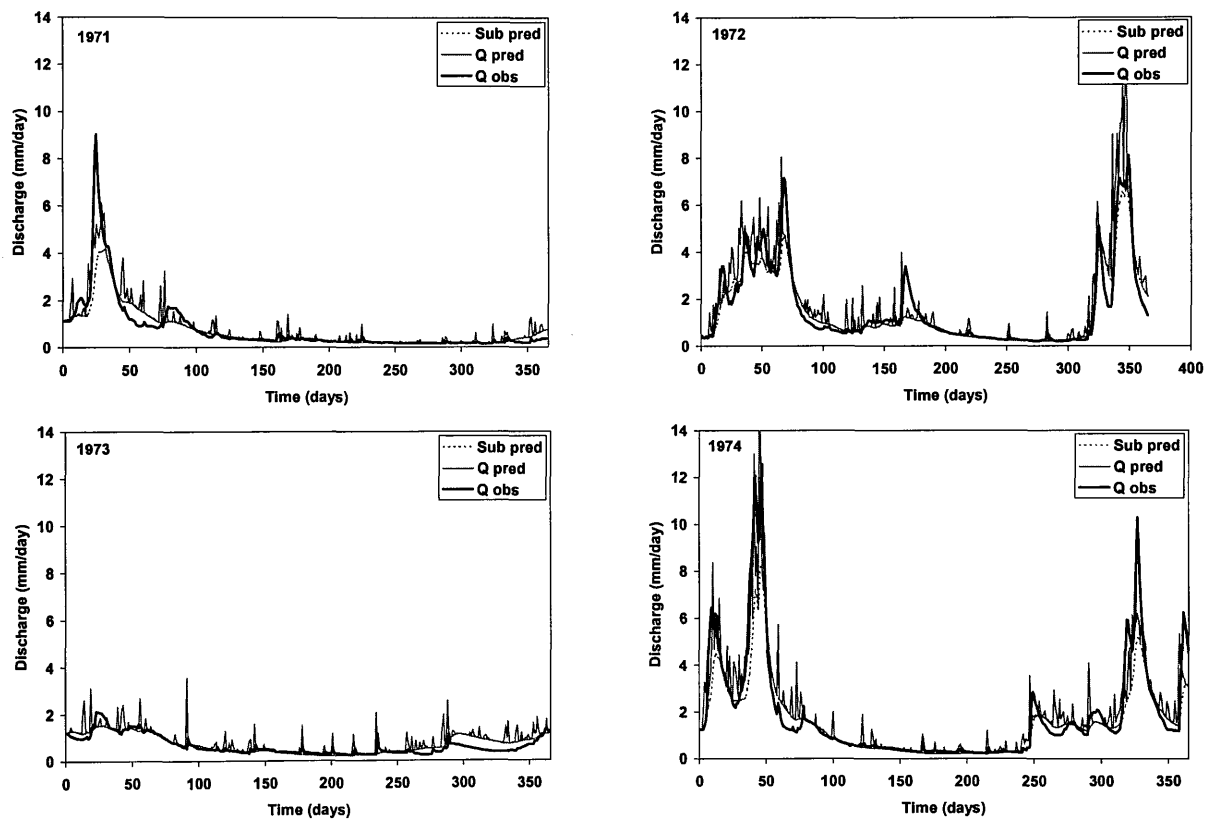 14
12
10
8
6
4
2
0
Discharge (mm/day)
1971
Sub pred
Q pred
Q obs
0 50 100 150 200 250 300 350
Time (days)
14
12
10
8
6
4
2
0
Discharge (mm/day)
1972
Sub pred
Q pred
Q obs
0 50 100 150 200 250 300 350 400
Time (days)
14
12
10
8
6
4
2
0
Discharge (mm/day)
1973
Sub pred
Q pred
Q obs
0 50 100 150 200 250 300 350
Time (days)
14
12
10
8
6
4
2
0
Discharge (mm/day)
1974
Sub pred
Q pred
Q obs
0 50 100 150 200 250 300 350
Time (days)